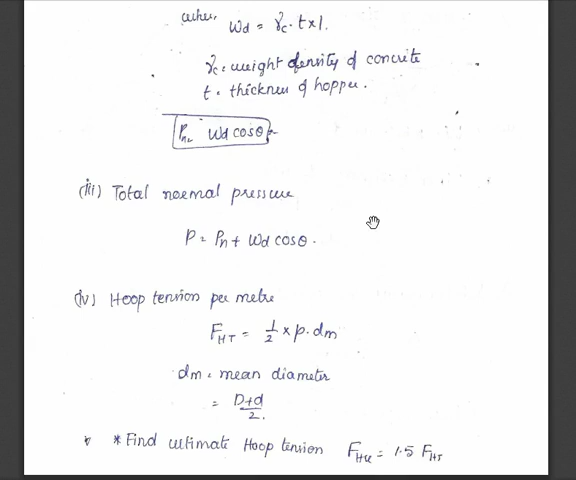 where, Wd = γc · t × 1.
γc = weight density of concrete
t = thickness of hopper.
Pn2 = Wd cosθ
(iii) Total normal pressure
P = Pn + Wd cosθ.
(iv) Hoop tension per metre
FHT = 1/2 × p · dm
dm = mean diameter
= D+d/2.
* Find ultimate Hoop tension FHu = 1.5 FHT